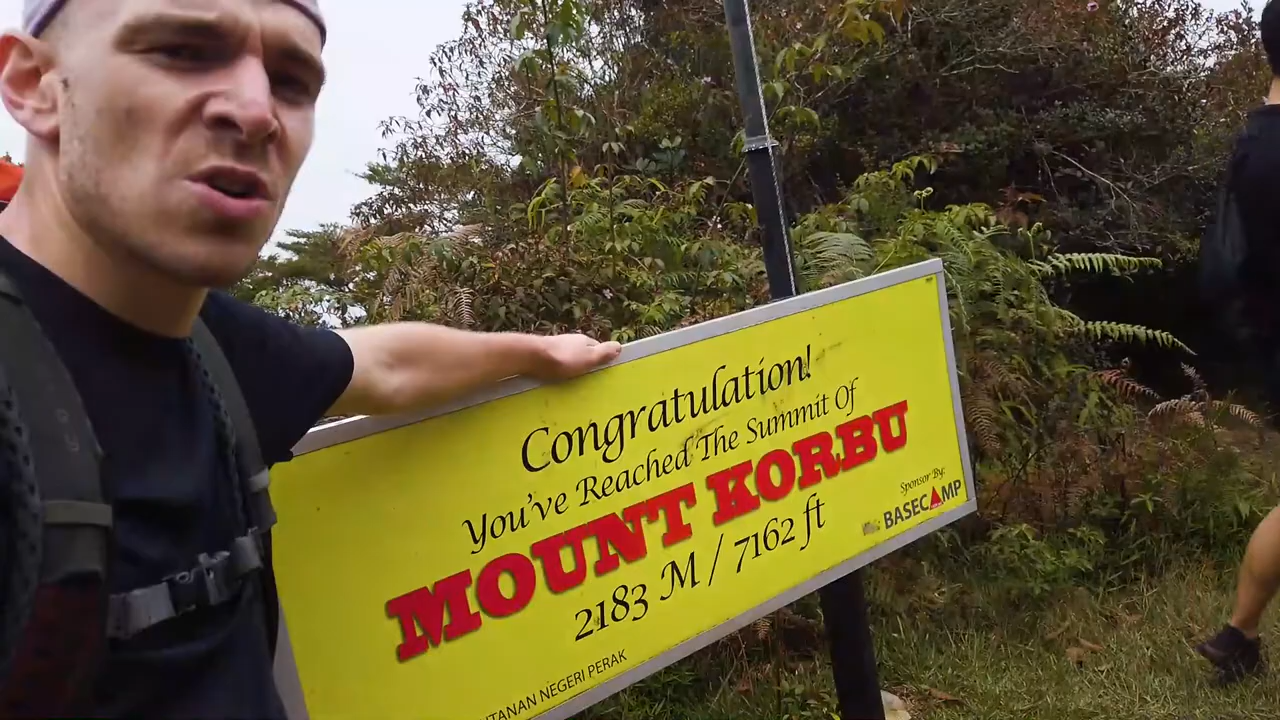 Congratulation!
You've Reached The Summit Of
MOUNT KORBU
2183 M / 7162 ft
Sponsor By:
BASECAMP
NEGERI PERAK